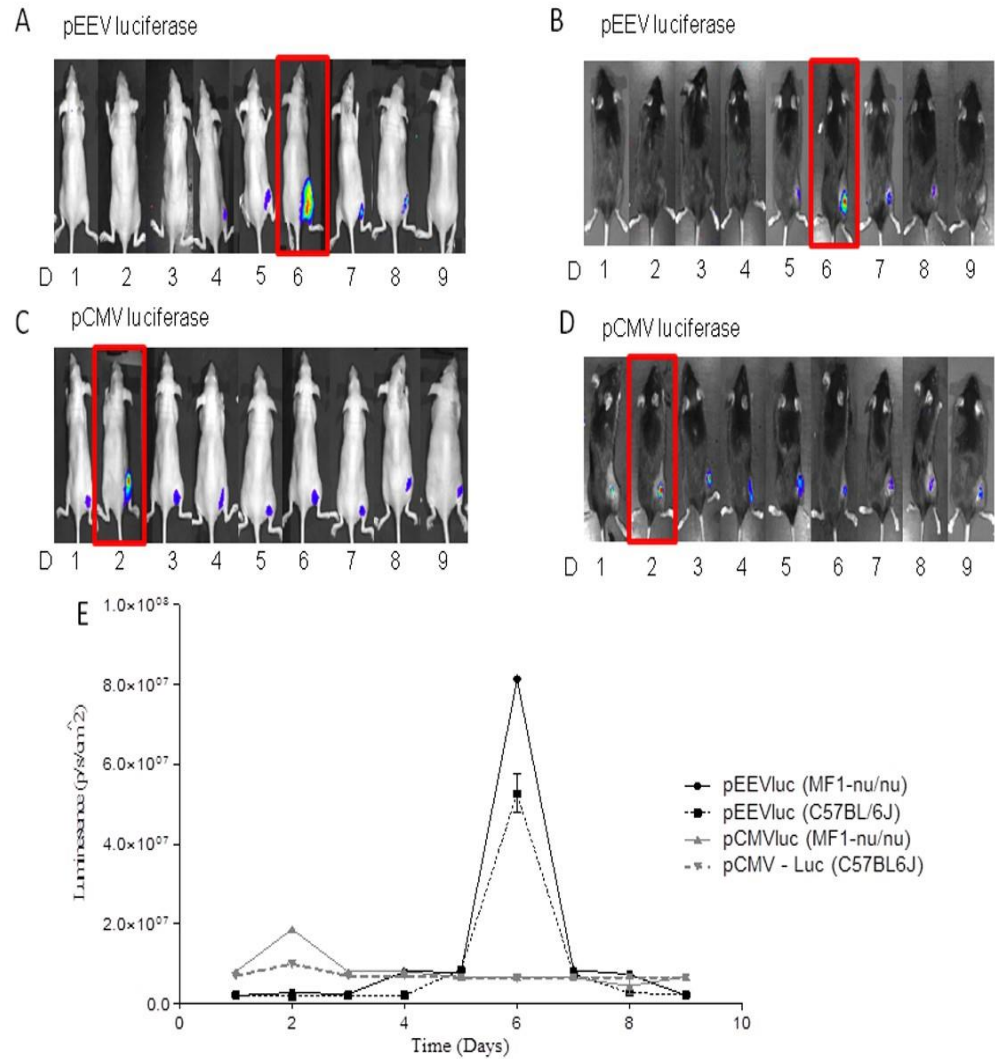 A pEEV luciferase
D 1 2 3 4 5 6 7 8 9
B pEEV luciferase
D 1 2 3 4 5 6 7 8 9
C pCMV luciferase
D 1 2 3 4 5 6 7 8 9
D pCMV luciferase
D 1 2 3 4 5 6 7 8 9
E
Luminesense (p/s/cm^2)
1.0×10^08
8.0×10^07
6.0×10^07
4.0×10^07
2.0×10^07
0.0
0 2 4 6 8 10
Time (Days)
pEEVluc (MF1-nu/nu)
pEEVluc (C57BL/6J)
pCMVluc (MF1-nu/nu)
pCMV - Luc (C57BL6J)